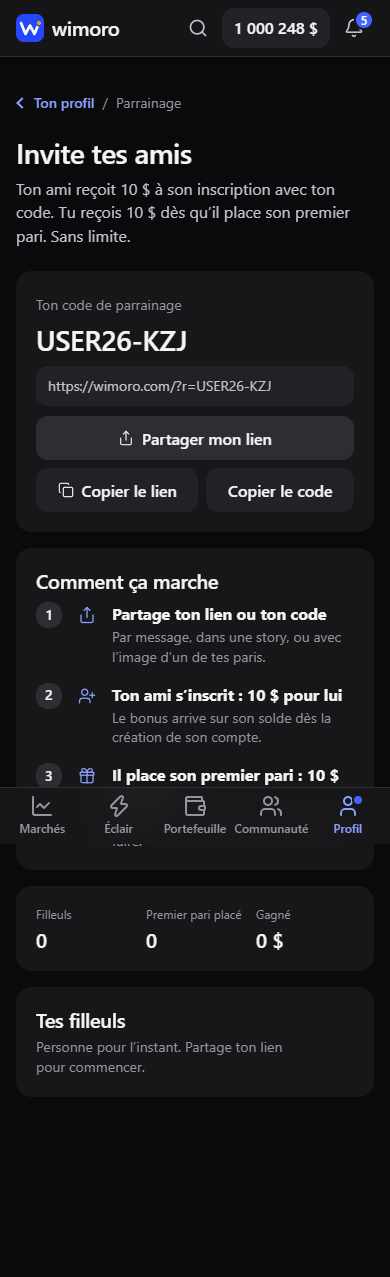 wimoro
1 000 248 $
5
Ton profil / Parrainage
Invite tes amis
Ton ami reçoit 10 $ à son inscription avec ton
code. Tu reçois 10 $ dès qu’il place son premier
pari. Sans limite.
Ton code de parrainage
USER26-KZJ
https://wimoro.com/?r=USER26-KZJ
Partager mon lien
Copier le lien
Copier le code
Comment ça marche
1 Partage ton lien ou ton code
Par message, dans une story, ou avec
l’image d’un de tes paris.
2 Ton ami s’inscrit : 10 $ pour lui
Le bonus arrive sur son solde dès la
création de son compte.
3 Il place son premier pari : 10 $
Marchés
Éclair
Portefeuille
Communauté
Profil
Filleuls
Premier pari placé
Gagné
0
0
0 $
Tes filleuls
Personne pour l’instant. Partage ton lien
pour commencer.